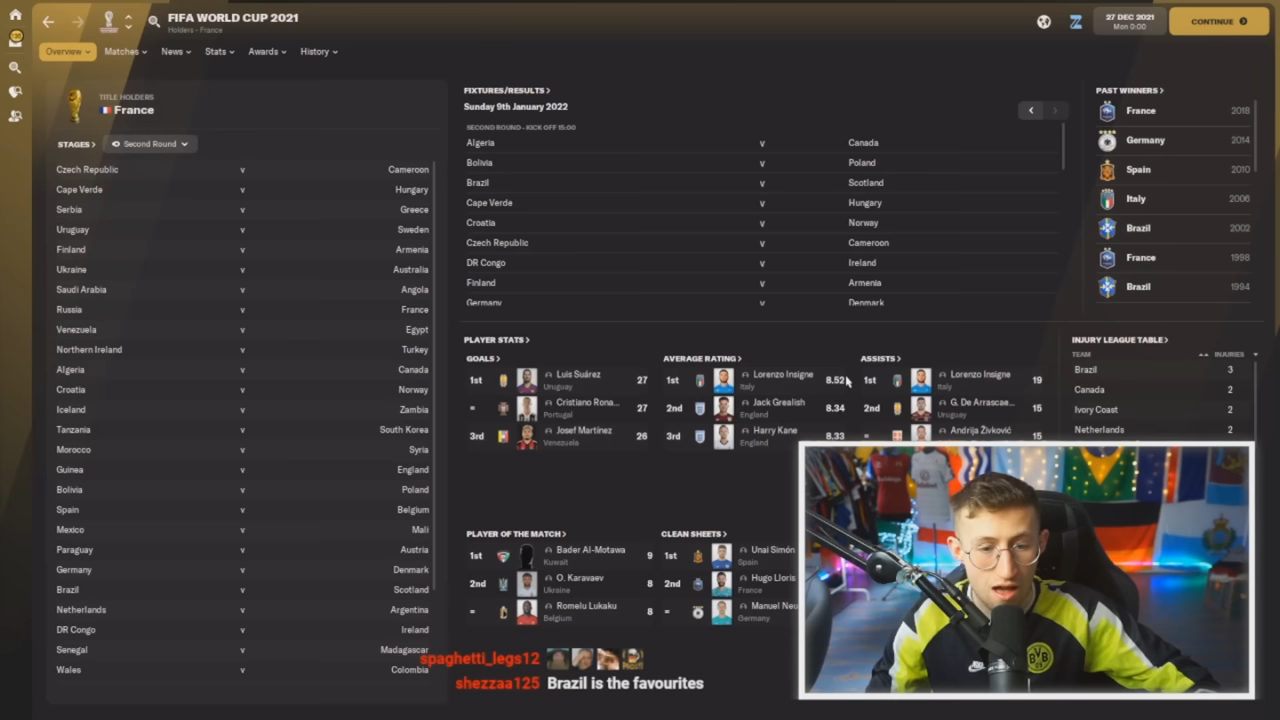 FIFA WORLD CUP 2021
Holders - France
27 DEC 2021
Mon 0:00
CONTINUE
Overview
Matches
News
Stats
Awards
History
TITLE HOLDERS
France
STAGES
Second Round
Czech Republic v Cameroon
Cape Verde v Hungary
Serbia v Greece
Uruguay v Sweden
Finland v Armenia
Ukraine v Australia
Saudi Arabia v Angola
Russia v France
Venezuela v Egypt
Northern Ireland v Turkey
Algeria v Canada
Croatia v Norway
Iceland v Zambia
Tanzania v South Korea
Morocco v Syria
Guinea v England
Bolivia v Poland
Spain v Belgium
Mexico v Mali
Paraguay v Austria
Germany v Denmark
Brazil v Scotland
Netherlands v Argentina
DR Congo v Ireland
Senegal v Madagascar
Wales v Colombia
FIXTURES/RESULTS
Sunday 9th January 2022
SECOND ROUND - KICK OFF 15:00
Algeria v Canada
Bolivia v Poland
Brazil v Scotland
Cape Verde v Hungary
Croatia v Norway
Czech Republic v Cameroon
DR Congo v Ireland
Finland v Armenia
Germany v Denmark
PAST WINNERS
France 2018
Germany 2014
Spain 2010
Italy 2006
Brazil 2002
France 1998
Brazil 1994
PLAYER STATS
GOALS
1st Luis Suárez 27
Uruguay
= Cristiano Rona... 27
Portugal
3rd Josef Martínez 26
Venezuela
AVERAGE RATING
1st Lorenzo Insigne 8.52
Italy
2nd Jack Grealish 8.34
England
3rd Harry Kane 8.33
England
ASSISTS
1st Lorenzo Insigne 19
Italy
2nd G. De Arrascae... 15
Uruguay
= Andrija Živković 15
INJURY LEAGUE TABLE
TEAM INJURIES
Brazil 3
Canada 2
Ivory Coast 2
Netherlands 2
PLAYER OF THE MATCH
1st Bader Al-Motawa 9
Kuwait
2nd O. Karavaev 8
Ukraine
= Romelu Lukaku 8
Belgium
CLEAN SHEETS
1st Unai Simón
Spain
2nd Hugo Lloris
France
= Manuel Neu
Germany
spaghetti_legs12
shezzaa125 Brazil is the favourites
BVB
09